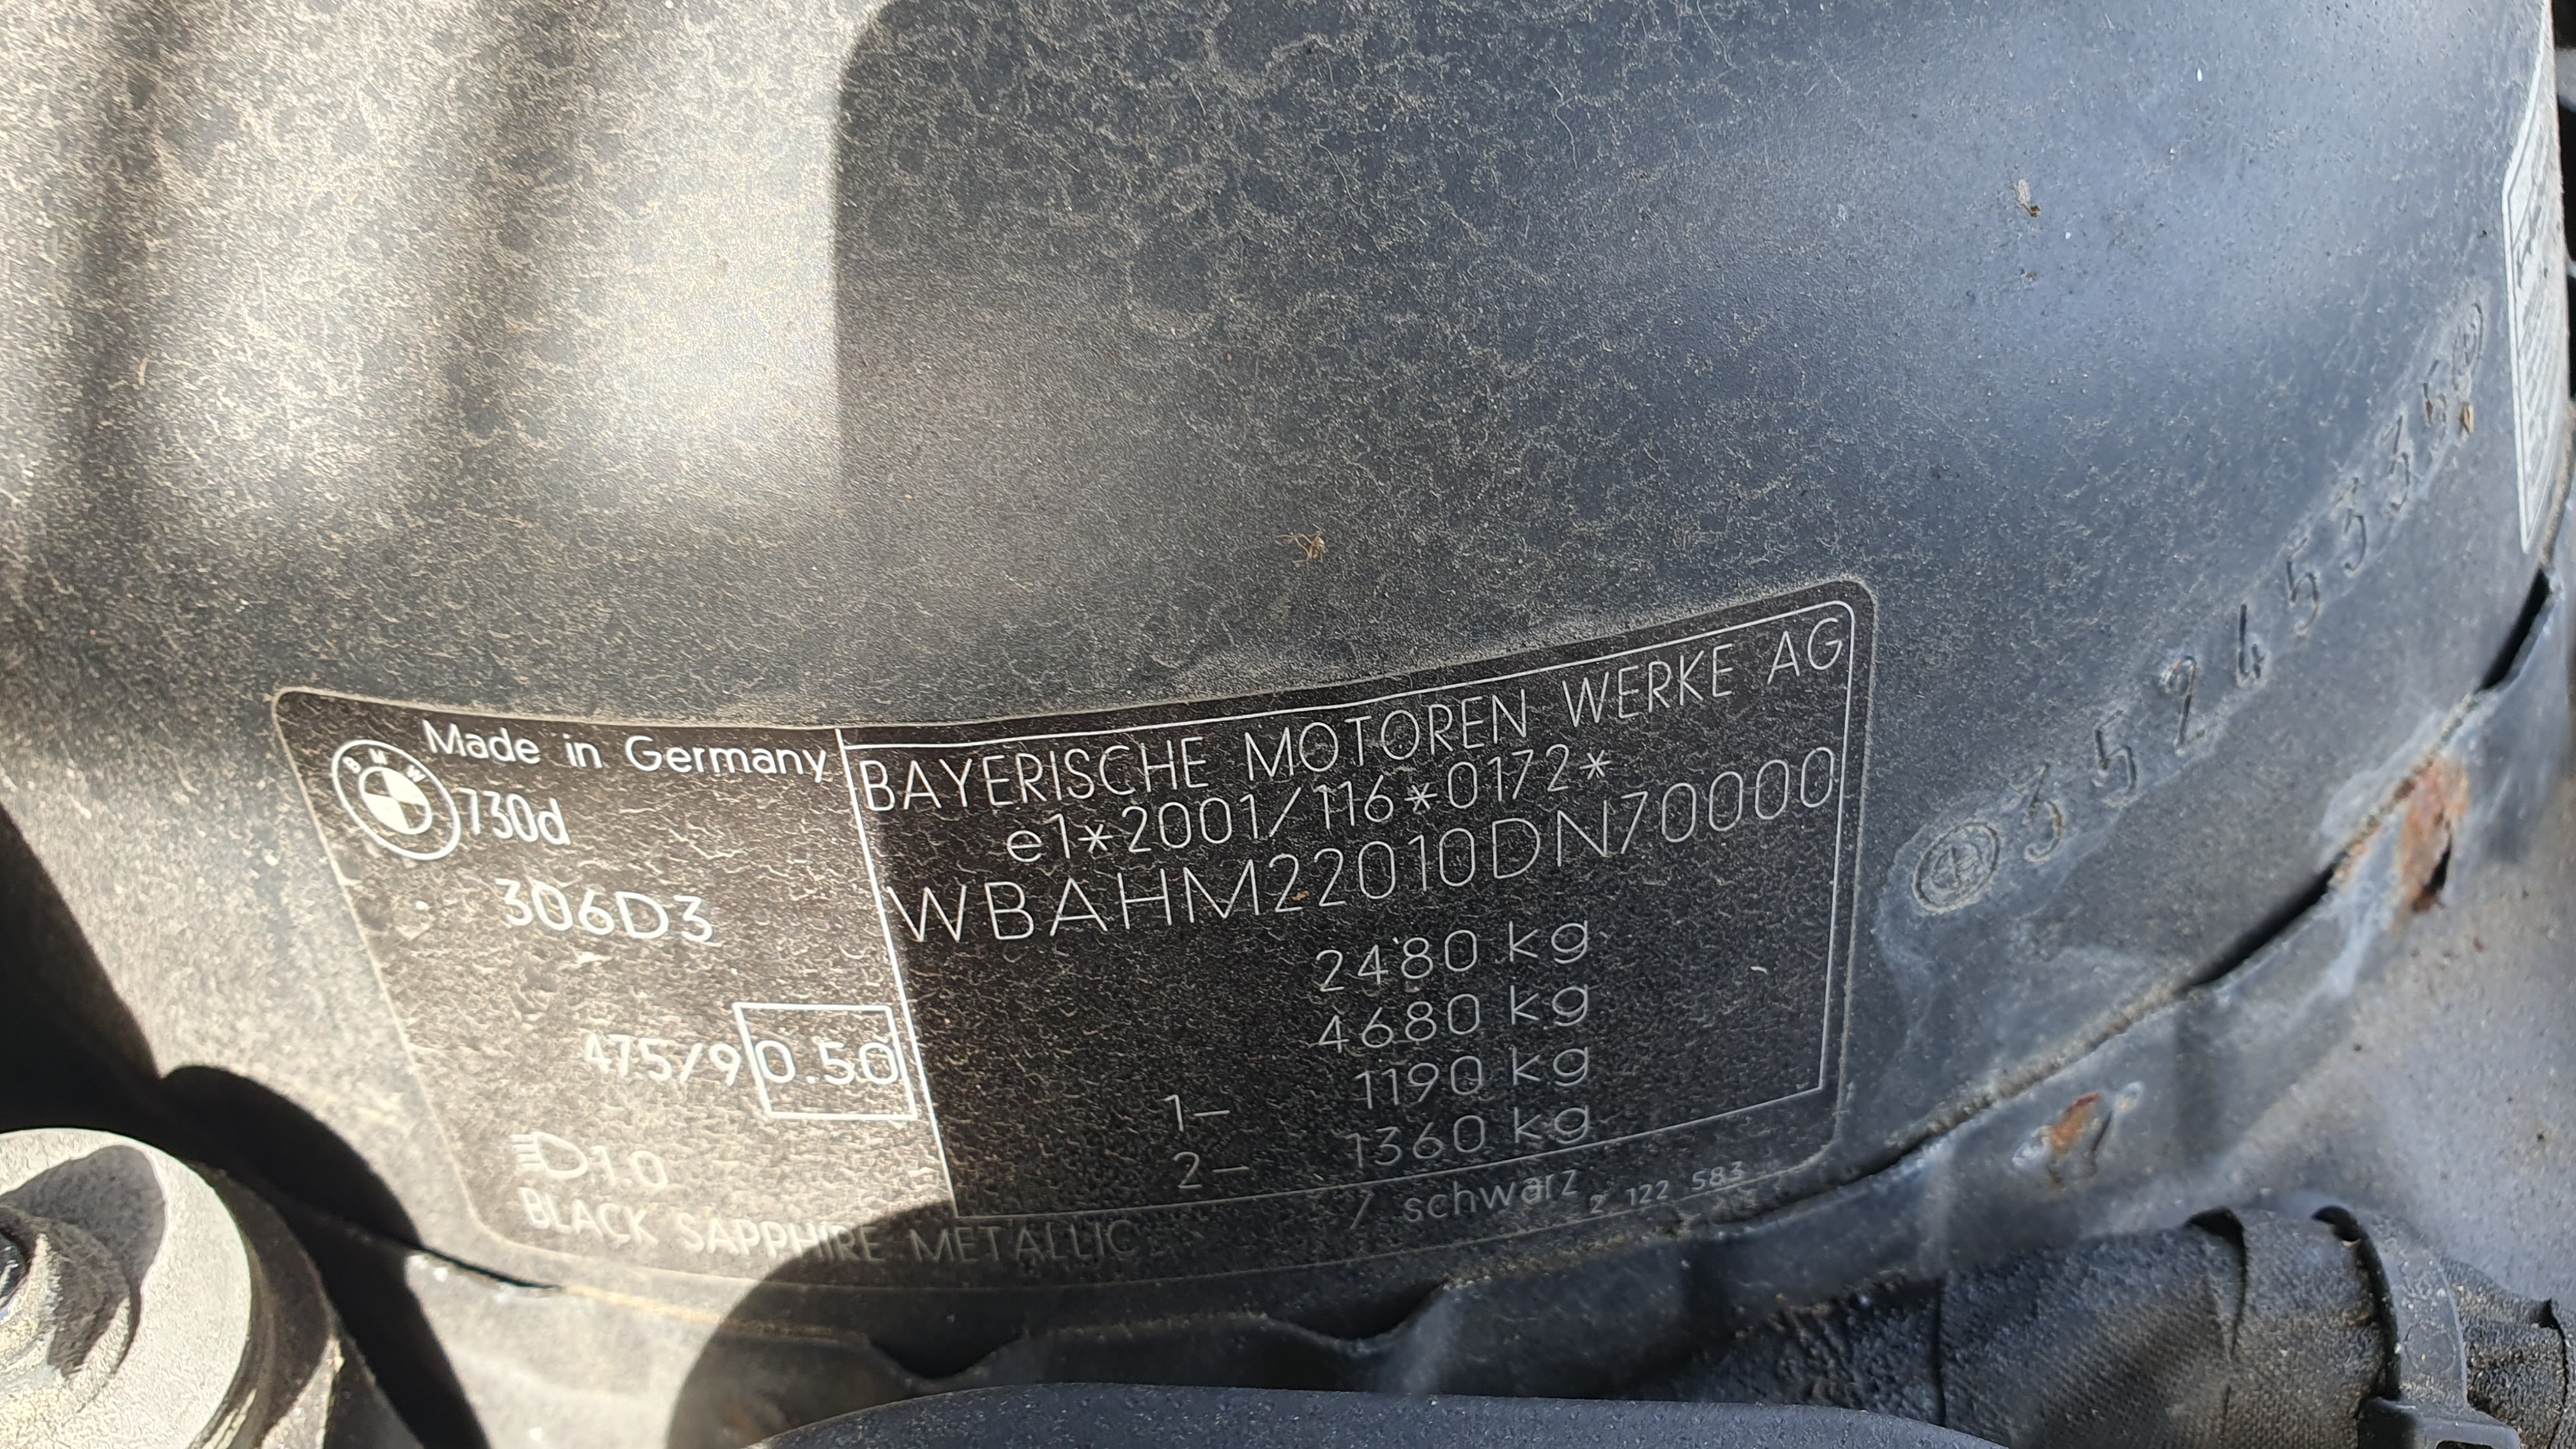 Made in Germany
BMW
730d
306D3
475/9 0.50
1.0
BLACK SAPPHIRE METALLIC / schwarz 2 122 583
BAYERISCHE MOTOREN WERKE AG
e1*2001/116*0172*
WBAHM22010DN70000
2480 kg
4680 kg
1- 1190 kg
2- 1360 kg